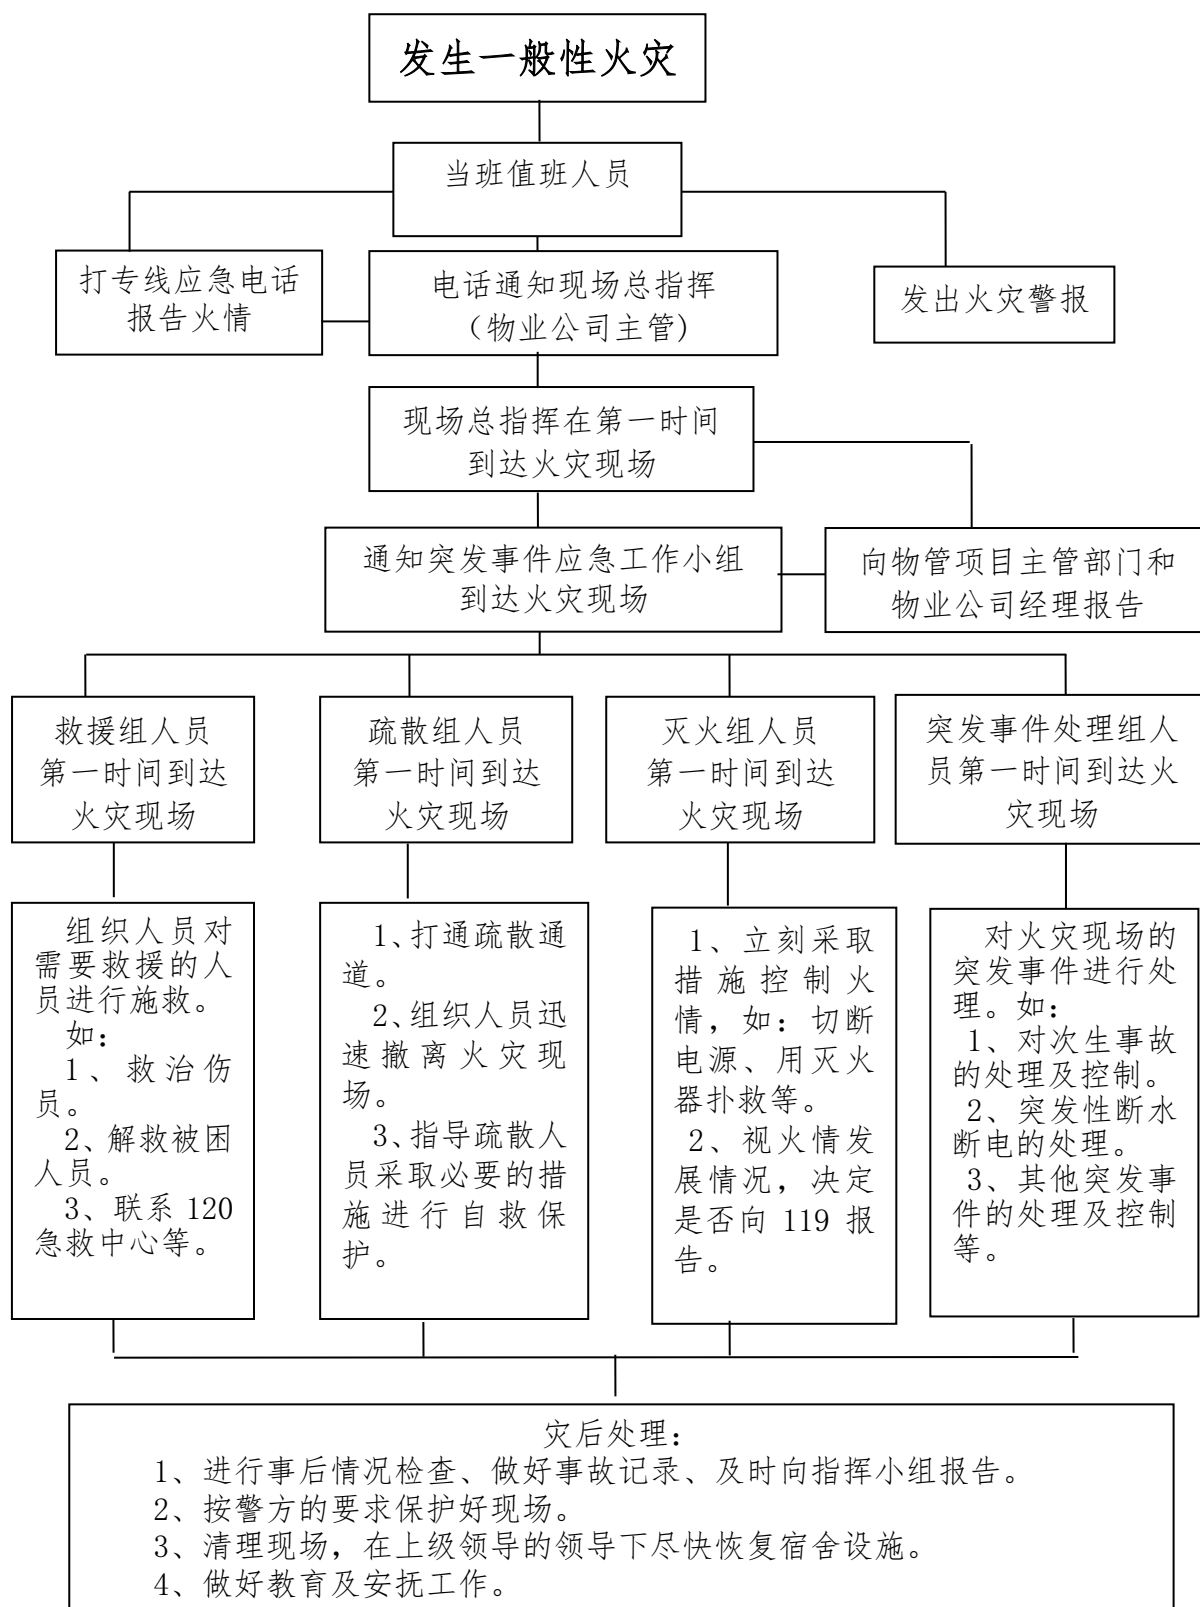 发生一般性火灾
当班值班人员
打专线应急电话
报告火情
电话通知现场总指挥
（物业公司主管)
发出火灾警报
现场总指挥在第一时间
到达火灾现场
通知突发事件应急工作小组
到达火灾现场
向物管项目主管部门和
物业公司经理报告
救援组人员
第一时间到达
火灾现场
疏散组人员
第一时间到达
火灾现场
灭火组人员
第一时间到达
火灾现场
突发事件处理组人
员第一时间到达火
灾现场
组织人员对
需要救援的人
员进行施救。
如：
1、救治伤
员。
2、解救被困
人员。
3、联系 120
急救中心等。
1、打通疏散通
道。
2、组织人员迅
速撤离火灾现
场。
3、指导疏散人
员采取必要的措
施进行自救保
护。
1、立刻采取
措施控制火
情，如：切断
电源、用灭火
器扑救等。
2、视火情发
展情况，决定
是否向 119 报
告。
对火灾现场的
突发事件进行处
理。如：
1、对次生事故
的处理及控制。
2、突发性断水
断电的处理。
3、其他突发事
件的处理及控制
等。
灾后处理：
1、进行事后情况检查、做好事故记录、及时向指挥小组报告。
2、按警方的要求保护好现场。
3、清理现场，在上级领导的领导下尽快恢复宿舍设施。
4、做好教育及安抚工作。